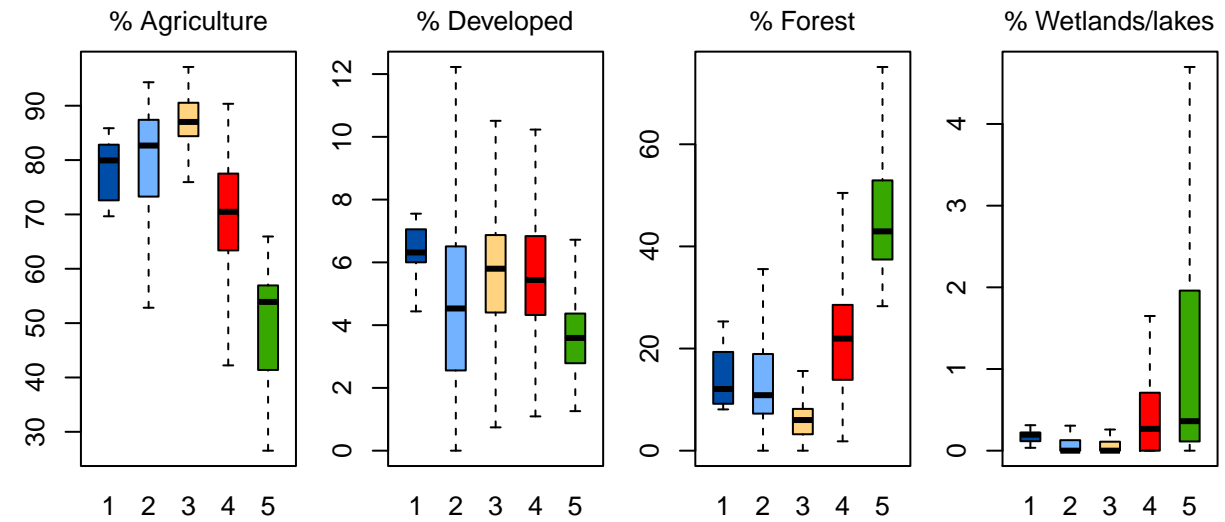 % Agriculture
30 40 50 60 70 80 90
1 2 3 4 5
% Developed
0 2 4 6 8 10 12
1 2 3 4 5
% Forest
0 20 40 60
1 2 3 4 5
% Wetlands/lakes
0 1 2 3 4
1 2 3 4 5